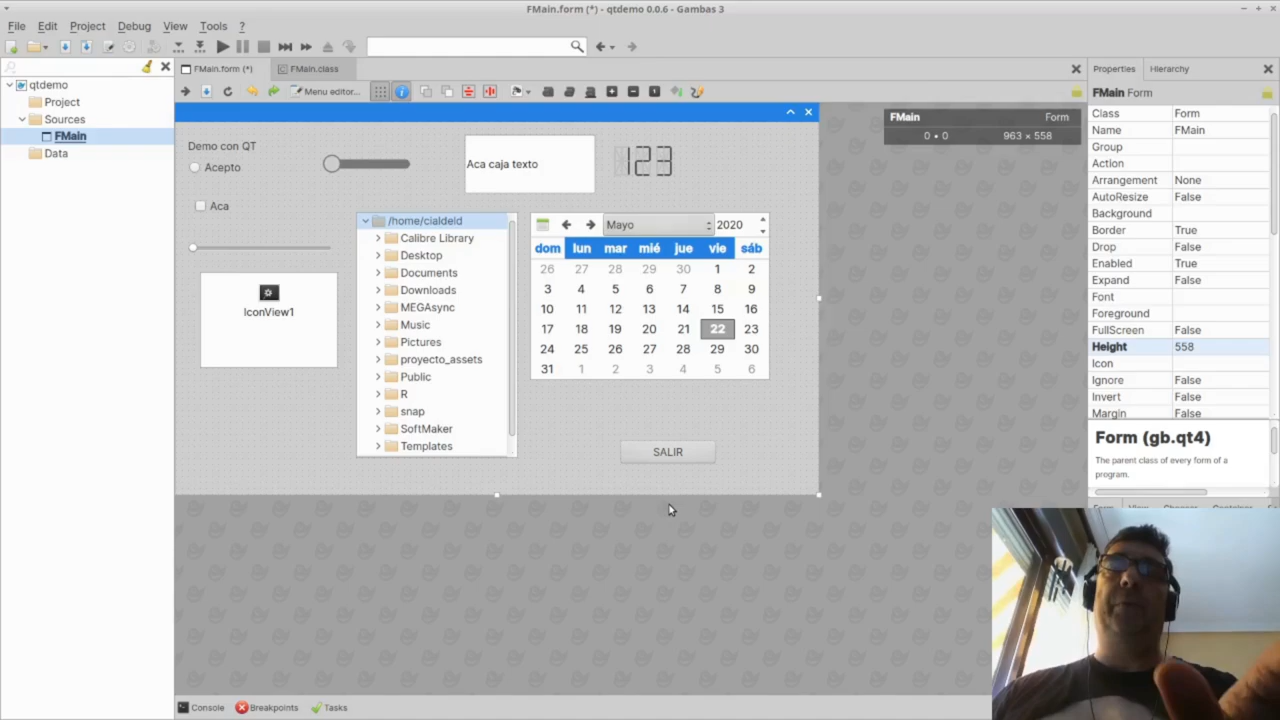 FMain.form (*) - qtdemo 0.0.6 - Gambas 3
File Edit Project Debug View Tools ?
qtdemo
Project
Sources
FMain
Data
FMain.form (*) FMain.class
Menu editor...
Demo con QT
Acepto
Aca caja texto
123
Aca
IconView1
/home/cialdeld
Calibre Library
Desktop
Documents
Downloads
MEGAsync
Music
Pictures
proyecto_assets
Public
R
snap
SoftMaker
Templates
Mayo 2020
dom lun mar mié jue vie sáb
26 27 28 29 30 1 2
3 4 5 6 7 8 9
10 11 12 13 14 15 16
17 18 19 20 21 22 23
24 25 26 27 28 29 30
31 1 2 3 4 5 6
SALIR
FMain Form
0 • 0 963 × 558
Properties Hierarchy
FMain Form
Class Form
Name FMain
Group
Action
Arrangement None
AutoResize False
Background
Border True
Drop False
Enabled True
Expand False
Font
Foreground
FullScreen False
Height 558
Icon
Ignore False
Invert False
Margin False
Form (gb.qt4)
The parent class of every form of a
program.
Console Breakpoints Tasks